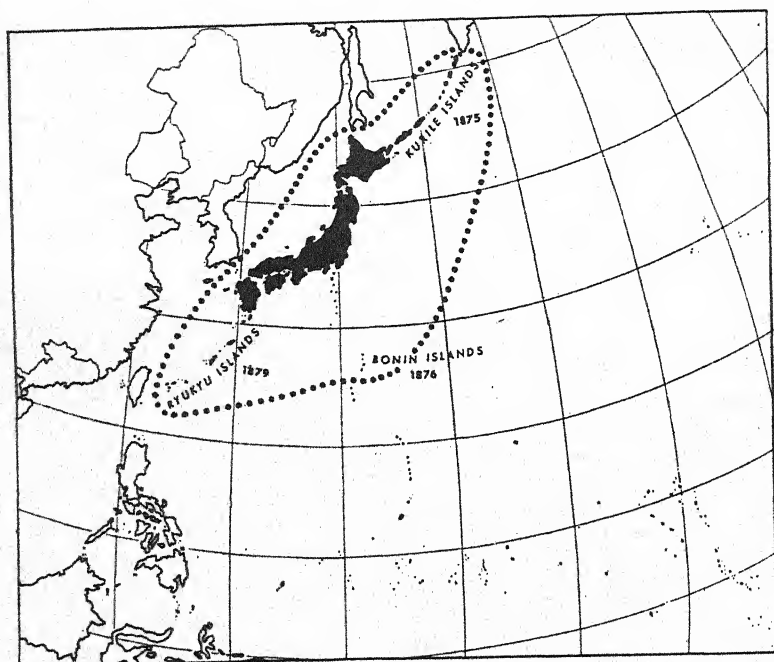 KURILE ISLANDS
1875
BONIN ISLANDS
1876
RYUKYU ISLANDS
1879